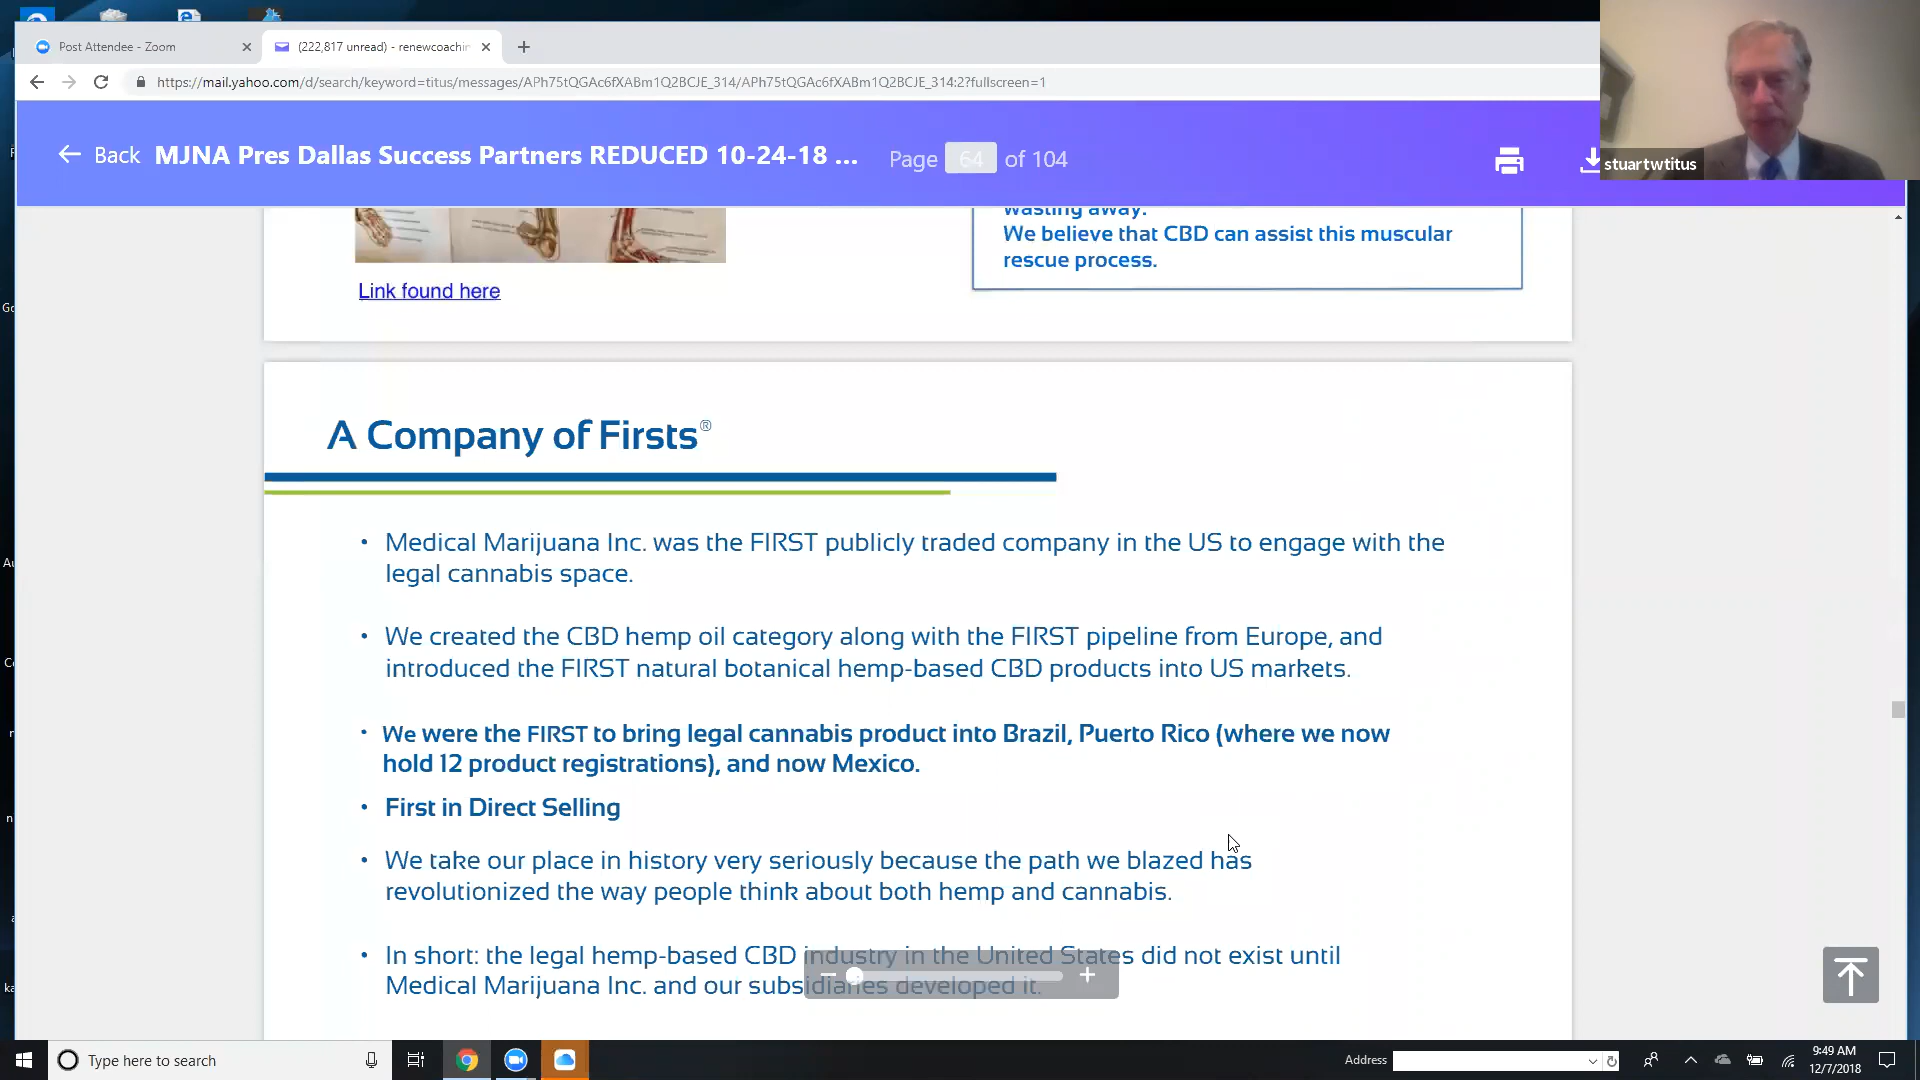 Post Attendee - Zoom
(222,817 unread) - renewcoachin
https://mail.yahoo.com/d/search/keyword=titus/messages/APh75tQGAc6fXABm1Q2BCJE_314/APh75tQGAc6fXABm1Q2BCJE_314:2?fullscreen=1
Back MJNA Pres Dallas Success Partners REDUCED 10-24-18 ... Page 64 of 104
stuartwtitus
wasting away.
We believe that CBD can assist this muscular
rescue process.
Link found here
A Company of Firsts®
• Medical Marijuana Inc. was the FIRST publicly traded company in the US to engage with the
legal cannabis space.
• We created the CBD hemp oil category along with the FIRST pipeline from Europe, and
introduced the FIRST natural botanical hemp-based CBD products into US markets.
• We were the FIRST to bring legal cannabis product into Brazil, Puerto Rico (where we now
hold 12 product registrations), and now Mexico.
• First in Direct Selling
• We take our place in history very seriously because the path we blazed has
revolutionized the way people think about both hemp and cannabis.
• In short: the legal hemp-based CBD industry in the United States did not exist until
Medical Marijuana Inc. and our subsidiaries developed it.
Type here to search
Address
9:49 AM
12/7/2018